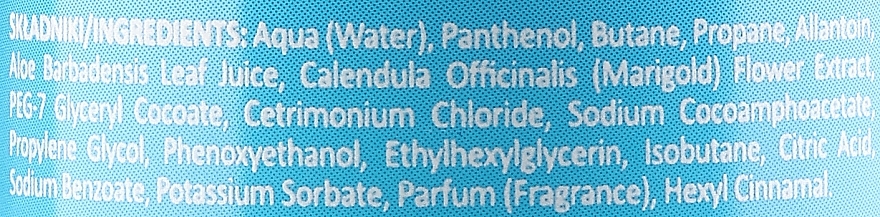 SKŁADNIKI/INGREDIENTS: Aqua (Water), Panthenol, Butane, Propane, Allantoin,
Aloe Barbadensis Leaf Juice, Calendula Officinalis (Marigold) Flower Extract,
PEG-7 Glyceryl Cocoate, Cetrimonium Chloride, Sodium Cocoamphoacetate,
Propylene Glycol, Phenoxyethanol, Ethylhexylglycerin, Isobutane, Citric Acid,
Sodium Benzoate, Potassium Sorbate, Parfum (Fragrance), Hexyl Cinnamal.